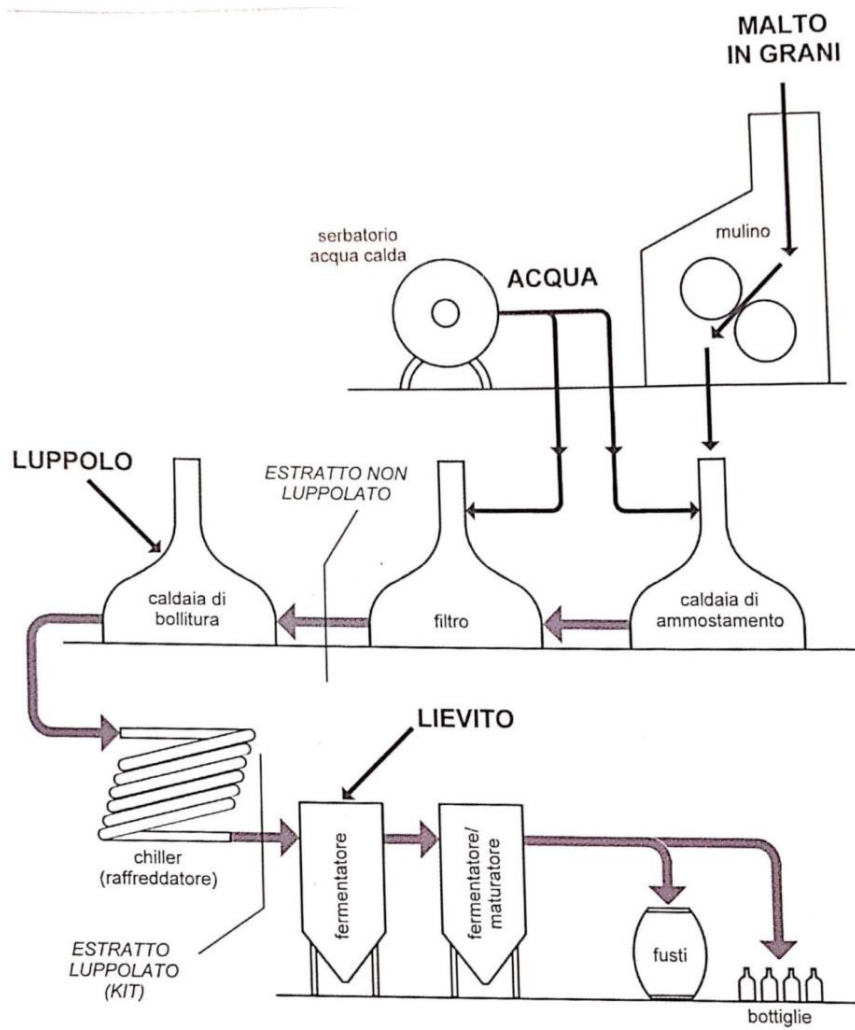 MALTO
IN GRANI
mulino
serbatorio
acqua calda
ACQUA
LUPPOLO
ESTRATTO NON
LUPPOLATO
caldaia di
bollitura
filtro
caldaia di
ammostamento
LIEVITO
chiller
(raffreddatore)
fermentatore
fermentatore/
maturatore
ESTRATTO
LUPPOLATO
(KIT)
fusti
bottiglie